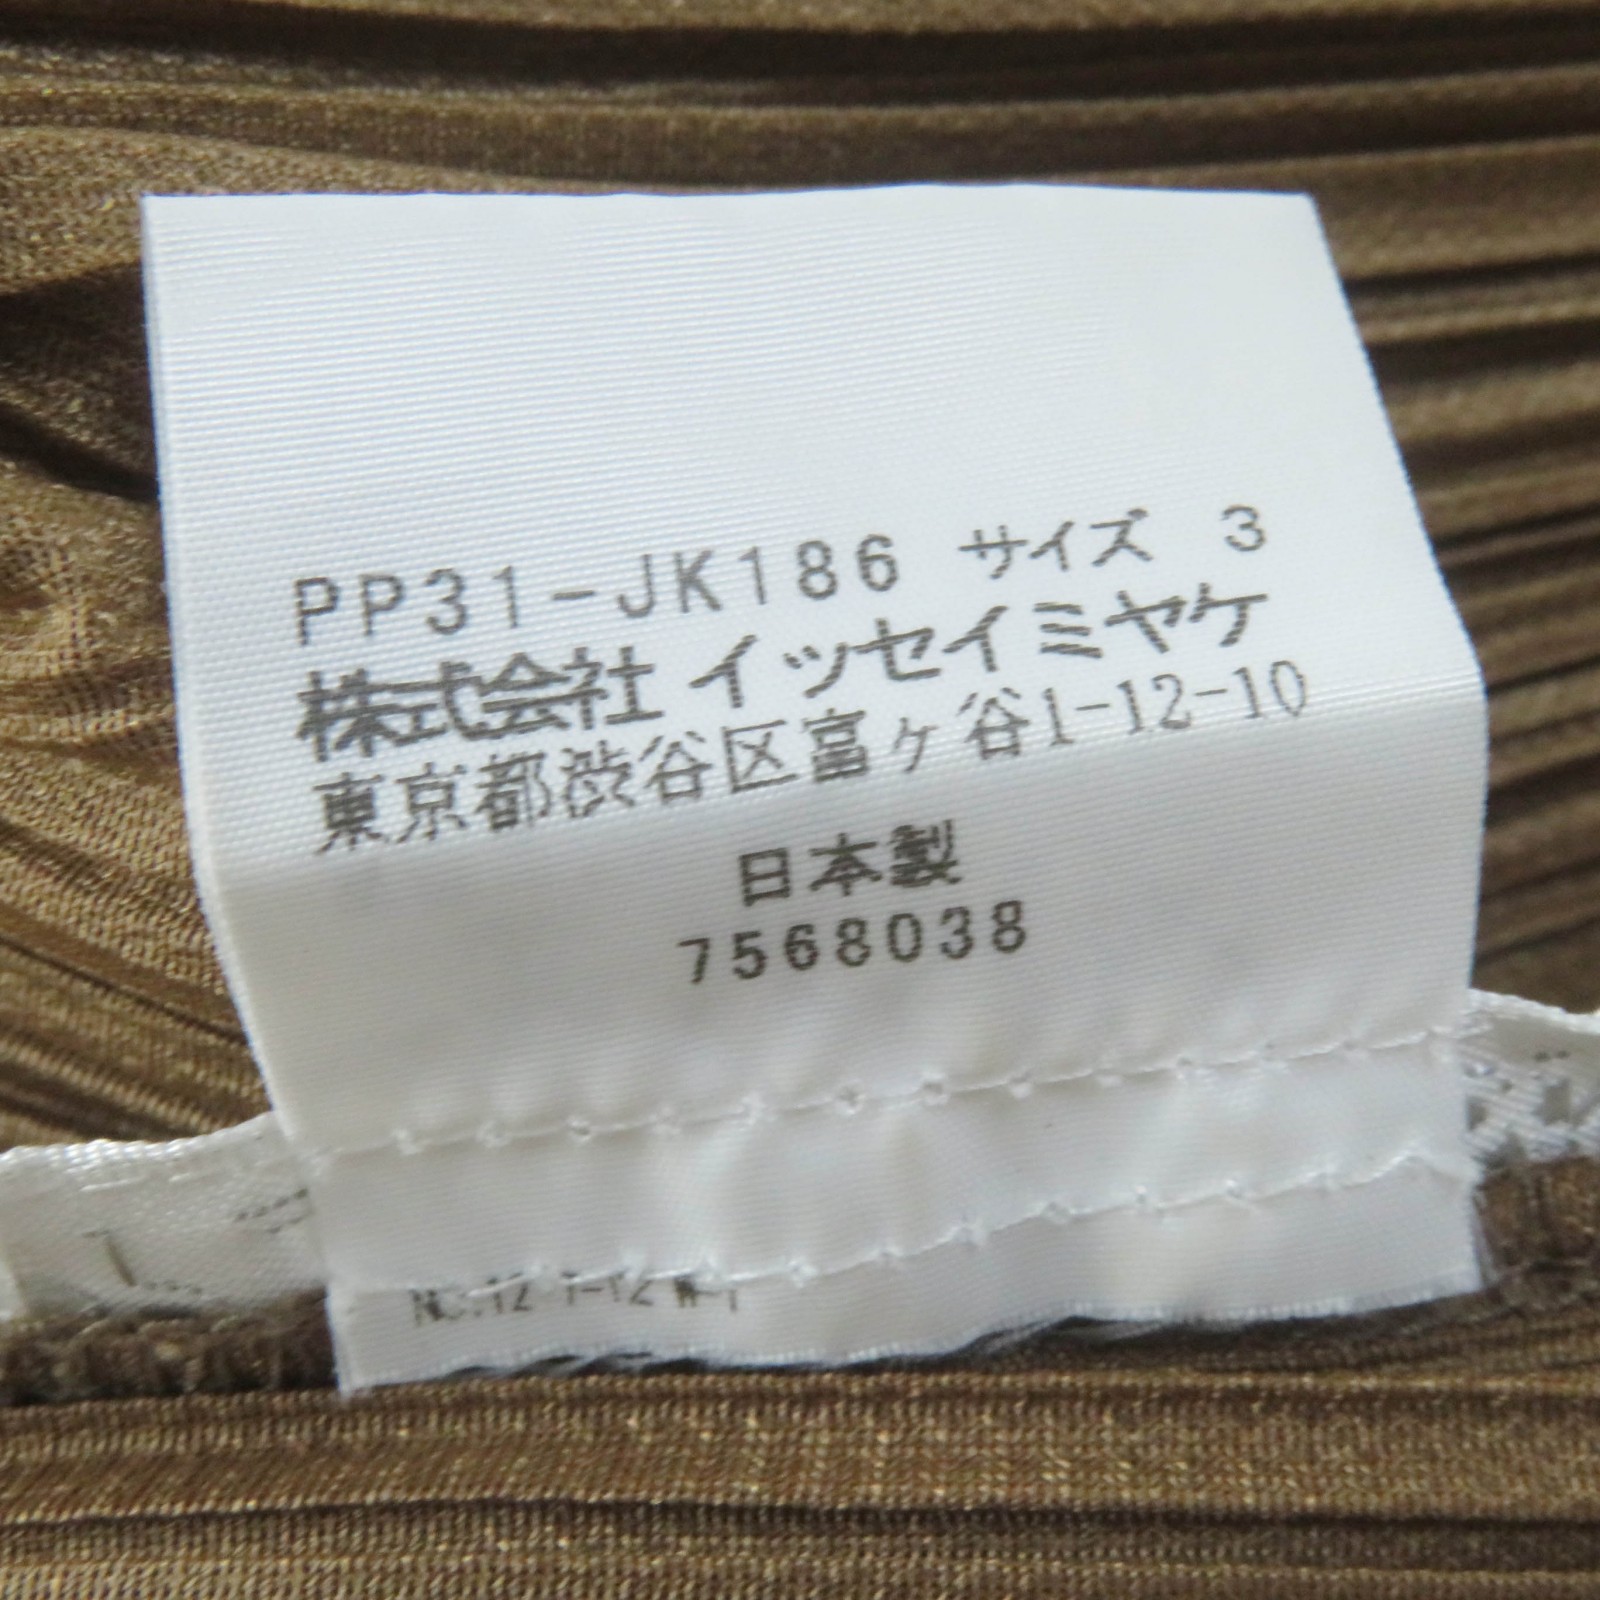 PP31-JK186 サイズ 3
株式会社 イッセイミヤケ
東京都渋谷区富ヶ谷1-12-10
日本製
7568038